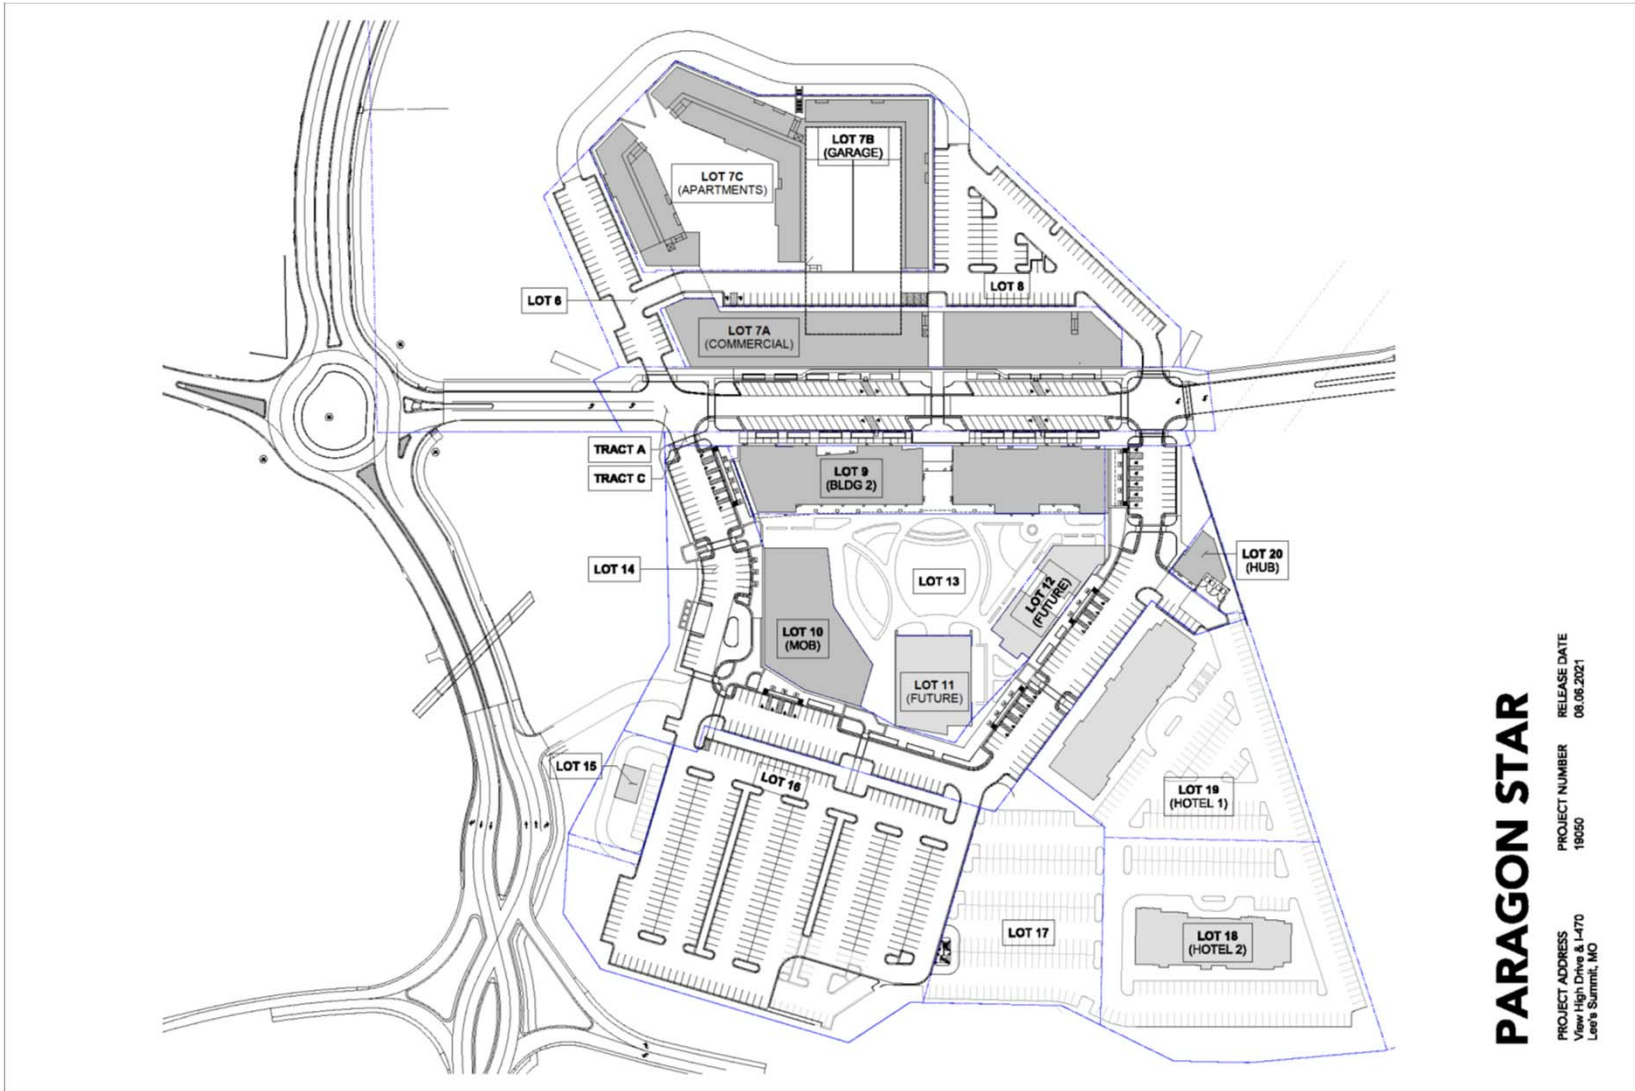 LOT 7B
(GARAGE)
LOT 7C
(APARTMENTS)
LOT 6
LOT 8
LOT 7A
(COMMERCIAL)
TRACT A
TRACT C
LOT 9
(BLDG 2)
LOT 14
LOT 13
LOT 12
(FUTURE)
LOT 20
(HUB)
LOT 10
(MOB)
LOT 11
(FUTURE)
LOT 15
LOT 16
LOT 19
(HOTEL 1)
LOT 17
LOT 18
(HOTEL 2)
PARAGON STAR
PROJECT ADDRESS
View High Drive & I-470
Lee's Summit, MO
PROJECT NUMBER
19050
RELEASE DATE
08.06.2021